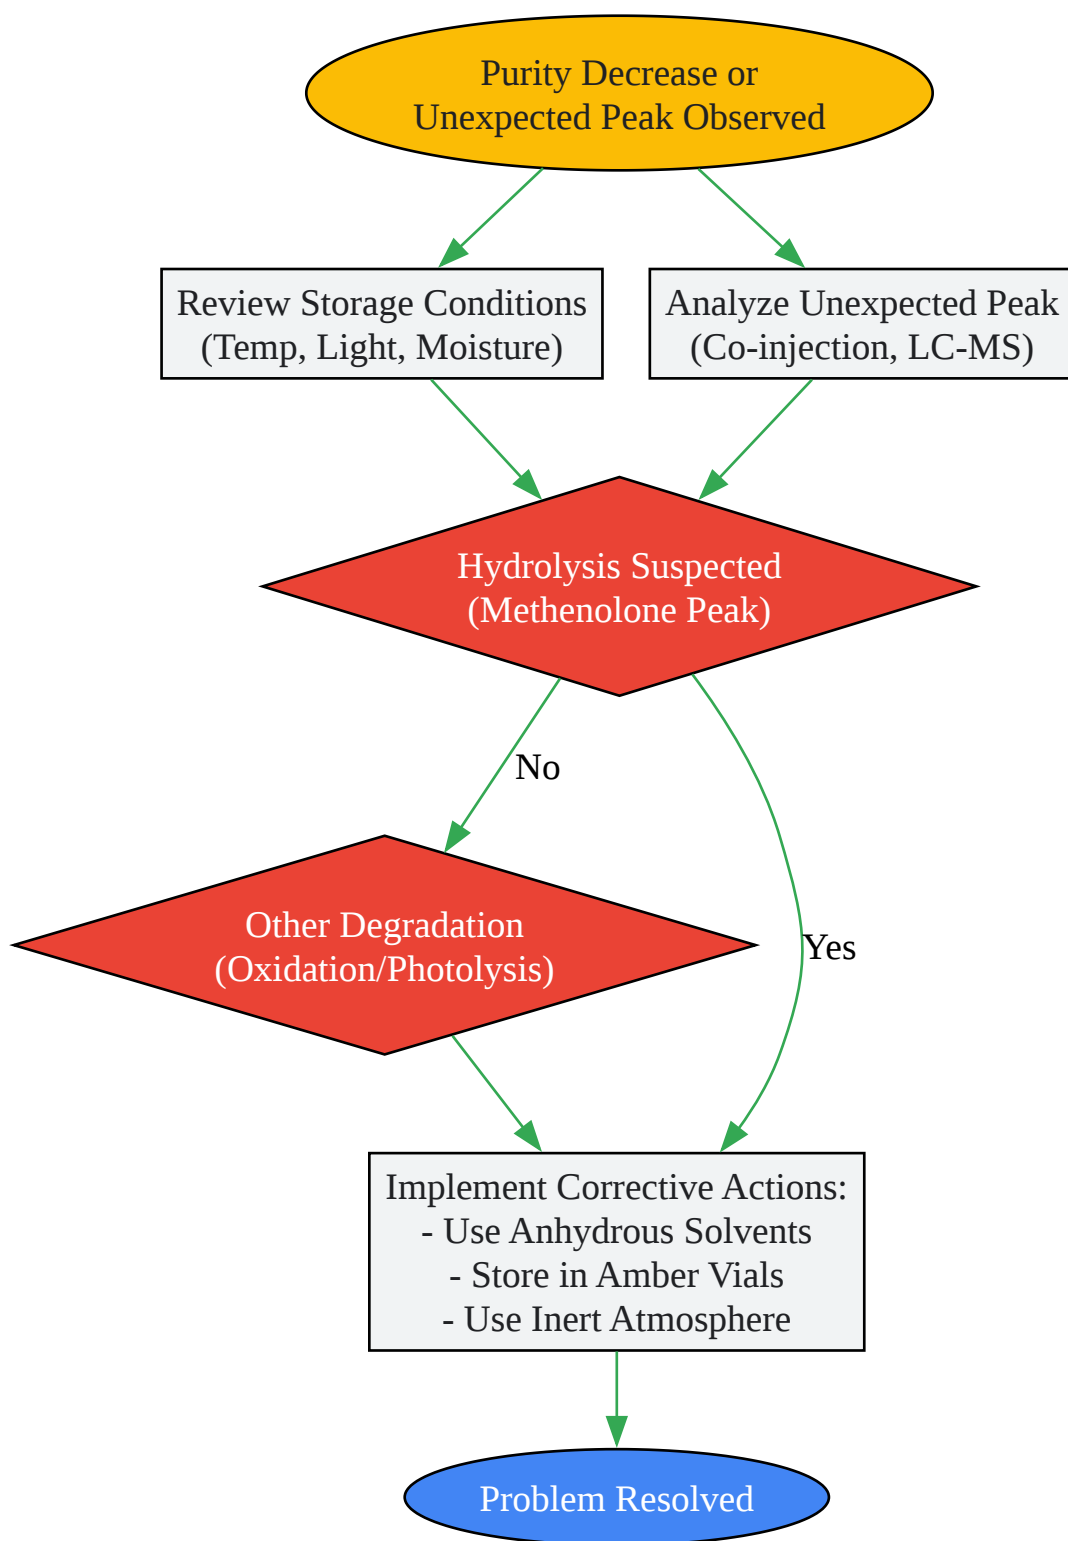 Purity Decrease or
Unexpected Peak Observed
Review Storage Conditions
(Temp, Light, Moisture)
Analyze Unexpected Peak
(Co-injection, LC-MS)
Hydrolysis Suspected
(Methenolone Peak)
No
Other Degradation
(Oxidation/Photolysis)
Yes
Implement Corrective Actions:
- Use Anhydrous Solvents
- Store in Amber Vials
- Use Inert Atmosphere
Problem Resolved